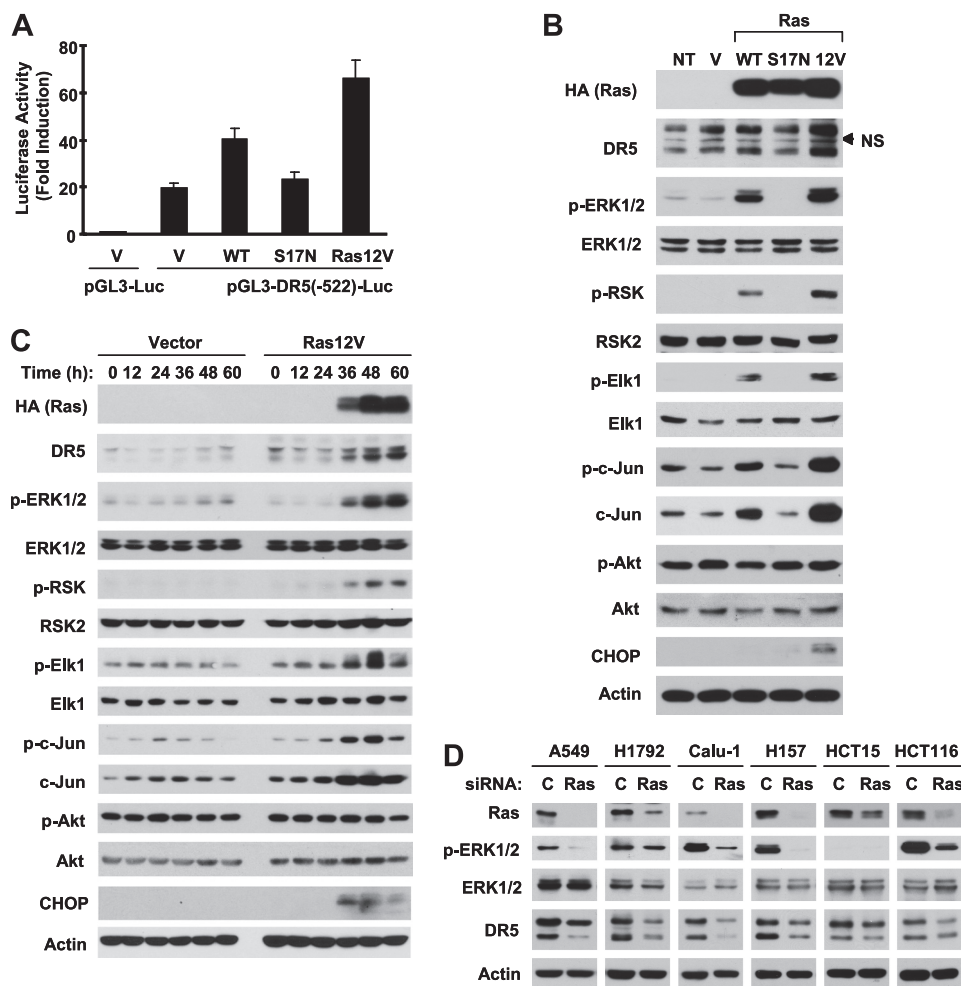 A
Luciferase Activity
(Fold Induction)
80
60
40
20
0
V V WT S17N Ras12V
pGL3-Luc pGL3-DR5(-522)-Luc
B
Ras
NT V WT S17N 12V
HA (Ras)
DR5
NS
p-ERK1/2
ERK1/2
p-RSK
RSK2
p-Elk1
Elk1
p-c-Jun
c-Jun
p-Akt
Akt
CHOP
Actin
C
Vector Ras12V
Time (h): 0 12 24 36 48 60 0 12 24 36 48 60
HA (Ras)
DR5
p-ERK1/2
ERK1/2
p-RSK
RSK2
p-Elk1
Elk1
p-c-Jun
c-Jun
p-Akt
Akt
CHOP
Actin
D
A549 H1792 Calu-1 H157 HCT15 HCT116
siRNA: C Ras C Ras C Ras C Ras C Ras C Ras
Ras
p-ERK1/2
ERK1/2
DR5
Actin